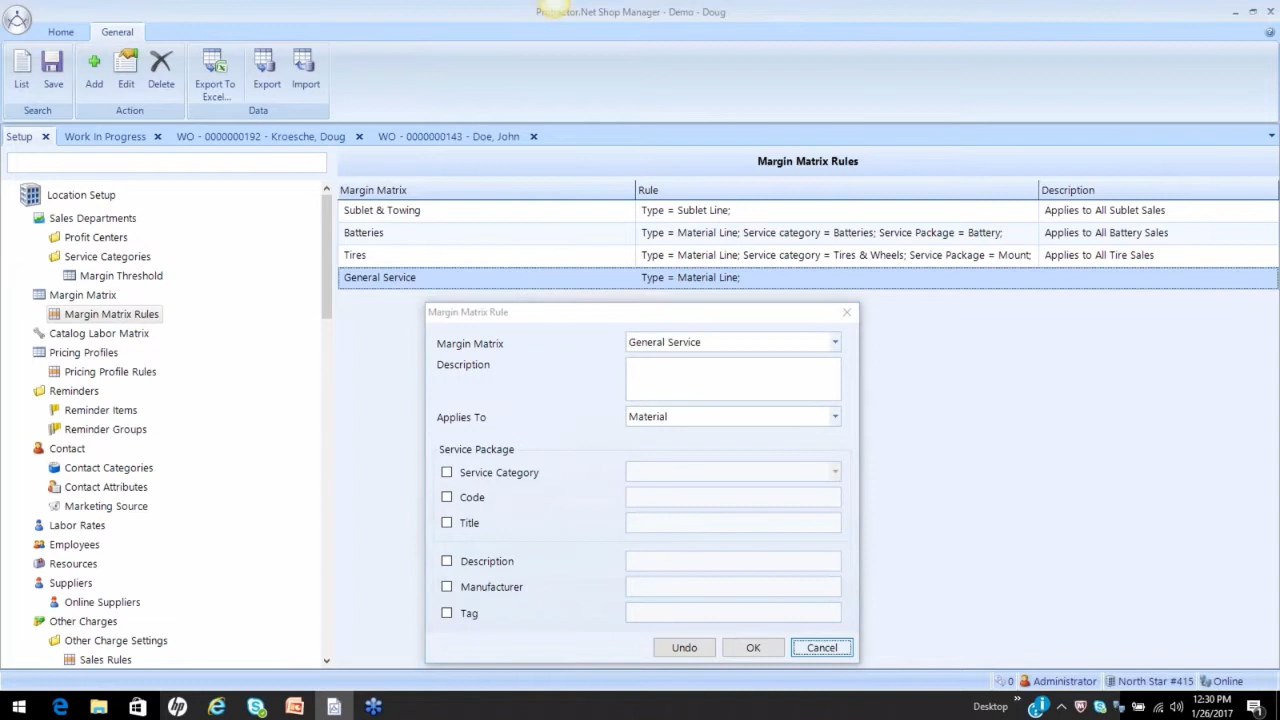 Protractor.Net Shop Manager - Demo - Doug
Home
General
List
Save
Add
Edit
Delete
Export To
Excel...
Export
Import
Search
Action
Data
Setup
Work In Progress
WO - 0000000192 - Kroesche, Doug
WO - 0000000143 - Doe, John
Margin Matrix Rules
Location Setup
Sales Departments
Profit Centers
Service Categories
Margin Threshold
Margin Matrix
Margin Matrix Rules
Catalog Labor Matrix
Pricing Profiles
Pricing Profile Rules
Reminders
Reminder Items
Reminder Groups
Contact
Contact Categories
Contact Attributes
Marketing Source
Labor Rates
Employees
Resources
Suppliers
Online Suppliers
Other Charges
Other Charge Settings
Sales Rules
Margin Matrix Rule Description
Sublet & Towing Type = Sublet Line; Applies to All Sublet Sales
Batteries Type = Material Line; Service category = Batteries; Service Package = Battery; Applies to All Battery Sales
Tires Type = Material Line; Service category = Tires & Wheels; Service Package = Mount; Applies to All Tire Sales
General Service Type = Material Line;
Margin Matrix Rule
Margin Matrix General Service
Description
Applies To Material
Service Package
Service Category
Code
Title
Description
Manufacturer
Tag
Undo OK Cancel
0 Administrator North Star #415 Online
Desktop
12:30 PM
1/26/2017